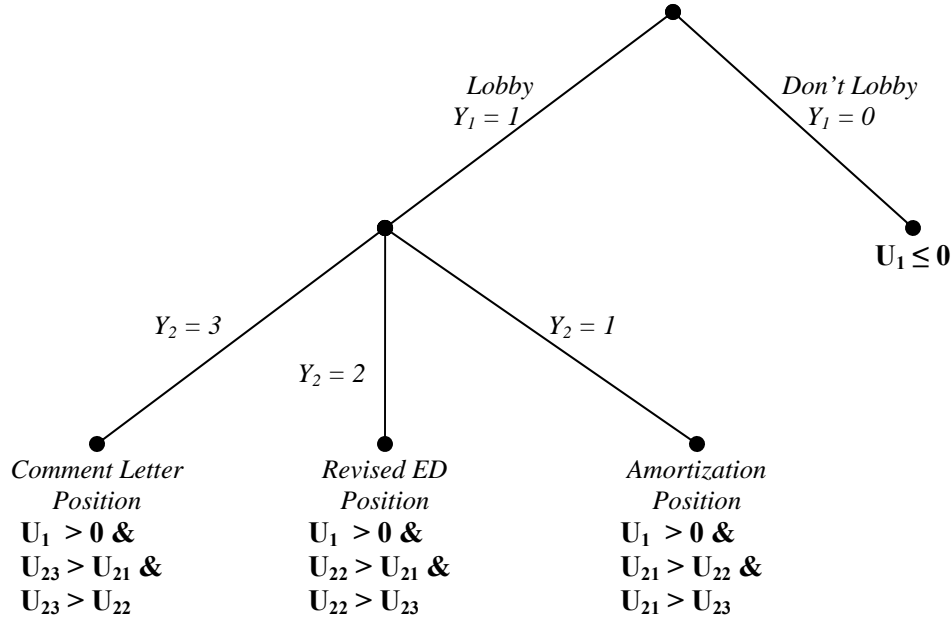 Lobby
Y1 = 1
Don't Lobby
Y1 = 0
U1 ≤ 0
Y2 = 3
Y2 = 2
Y2 = 1
Comment Letter
Position
U1 > 0 &
U23 > U21 &
U23 > U22
Revised ED
Position
U1 > 0 &
U22 > U21 &
U22 > U23
Amortization
Position
U1 > 0 &
U21 > U22 &
U21 > U23